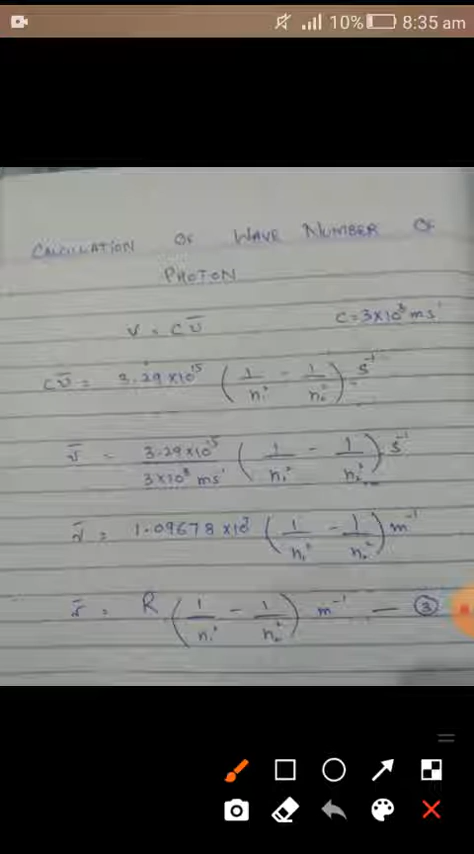 10% 8:35 am
CALCULATION OF WAVE NUMBER OF
PHOTON
ν = Cν̄ C = 3×10⁸ ms⁻¹
Cν̄ = 3.29×10¹⁵ (1/n₁² − 1/n₂²) s⁻¹
ν̄ = 3.29×10¹⁵/3×10⁸ ms⁻¹ (1/n₁² − 1/n₂²) s⁻¹
ν̄ = 1.09678×10⁷ (1/n₁² − 1/n₂²) m⁻¹
ν̄ = R (1/n₁² − 1/n₂²) m⁻¹ — ③